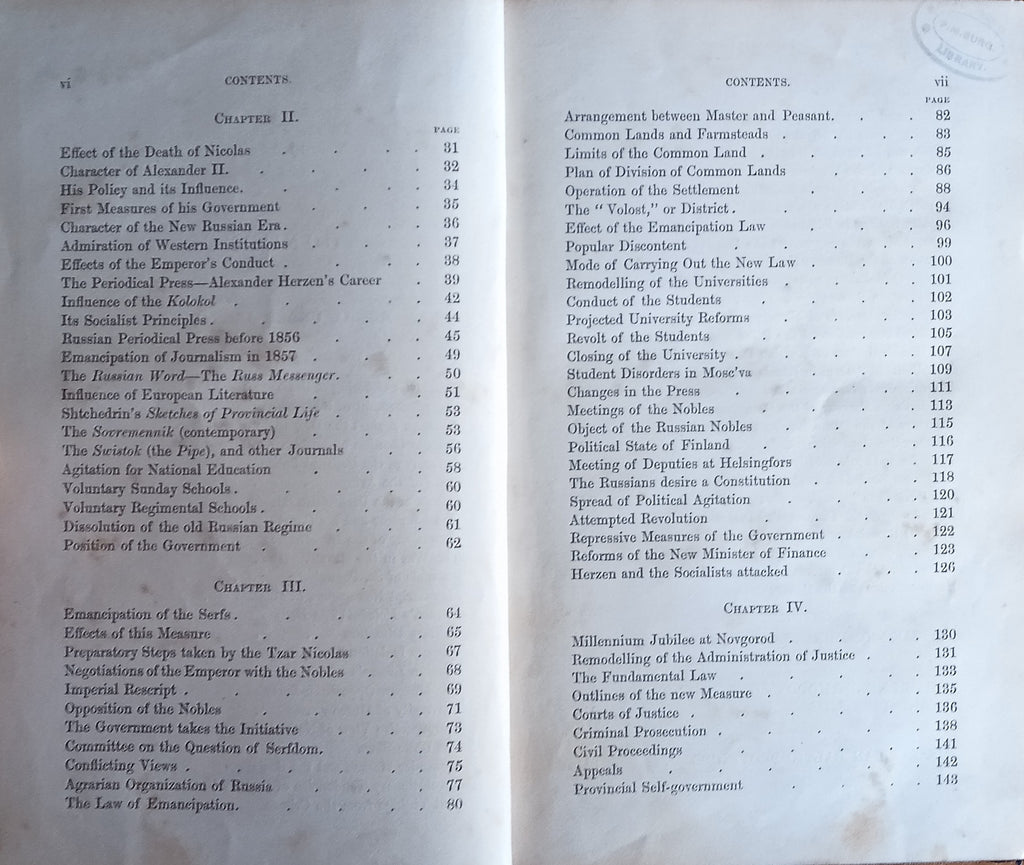 vi CONTENTS.
CHAPTER II.
PAGE
Effect of the Death of Nicolas . . . . 31
Character of Alexander II. . . . . 32
His Policy and its Influence. . . . . 34
First Measures of his Government . . . 35
Character of the New Russian Era . . . . 36
Admiration of Western Institutions . . . 37
Effects of the Emperor's Conduct . . . . 38
The Periodical Press—Alexander Herzen's Career . 39
Influence of the Kolokol . . . . . 42
Its Socialist Principles . . . . . 44
Russian Periodical Press before 1856 . . . 45
Emancipation of Journalism in 1857 . . . 49
The Russian Word—The Russ Messenger. . . 50
Influence of European Literature . . . 51
Shtchedrin's Sketches of Provincial Life . . . 53
The Sovremennik (contemporary) . . . 53
The Swistok (the Pipe), and other Journals . . 56
Agitation for National Education . . . 58
Voluntary Sunday Schools . . . . . 60
Voluntary Regimental Schools . . . . 60
Dissolution of the old Russian Regime . . . 61
Position of the Government . . . . 62
CHAPTER III.
Emancipation of the Serfs . . . . . 64
Effects of this Measure . . . . 65
Preparatory Steps taken by the Tzar Nicolas . . 67
Negotiations of the Emperor with the Nobles . . 68
Imperial Rescript . . . . . . 69
Opposition of the Nobles . . . . 71
The Government takes the Initiative . . . 73
Committee on the Question of Serfdom. . . . 74
Conflicting Views . . . . . . 75
Agrarian Organization of Russia . . . 77
The Law of Emancipation. . . . . 80
CONTENTS. vii
PAGE
Arrangement between Master and Peasant. . . 82
Common Lands and Farmsteads . . . . 83
Limits of the Common Land . . . . 85
Plan of Division of Common Lands . . . 86
Operation of the Settlement . . . 88
The "Volost," or District . . . . . 94
Effect of the Emancipation Law . . . 96
Popular Discontent . . . . . 99
Mode of Carrying Out the New Law . . . 100
Remodelling of the Universities . . . . 101
Conduct of the Students . . . . 102
Projected University Reforms . . . 103
Revolt of the Students . . . . 105
Closing of the University . . . . . 107
Student Disorders in Mosc'va . . . 109
Changes in the Press . . . . . 111
Meetings of the Nobles . . . . 113
Object of the Russian Nobles . . . 115
Political State of Finland . . . . 116
Meeting of Deputies at Helsingfors . . . 117
The Russians desire a Constitution . . . 118
Spread of Political Agitation . . . . 120
Attempted Revolution . . . . 121
Repressive Measures of the Government . . . 122
Reforms of the New Minister of Finance . . 123
Herzen and the Socialists attacked . . . 126
CHAPTER IV.
Millennium Jubilee at Novgorod . . . . 130
Remodelling of the Administration of Justice . . 131
The Fundamental Law . . . . . 133
Outlines of the new Measure . . . . 135
Courts of Justice . . . . . . 136
Criminal Prosecution . . . . . 138
Civil Proceedings . . . . . 141
Appeals . . . . . . 142
Provincial Self-government . . . 143
LIBRARY.